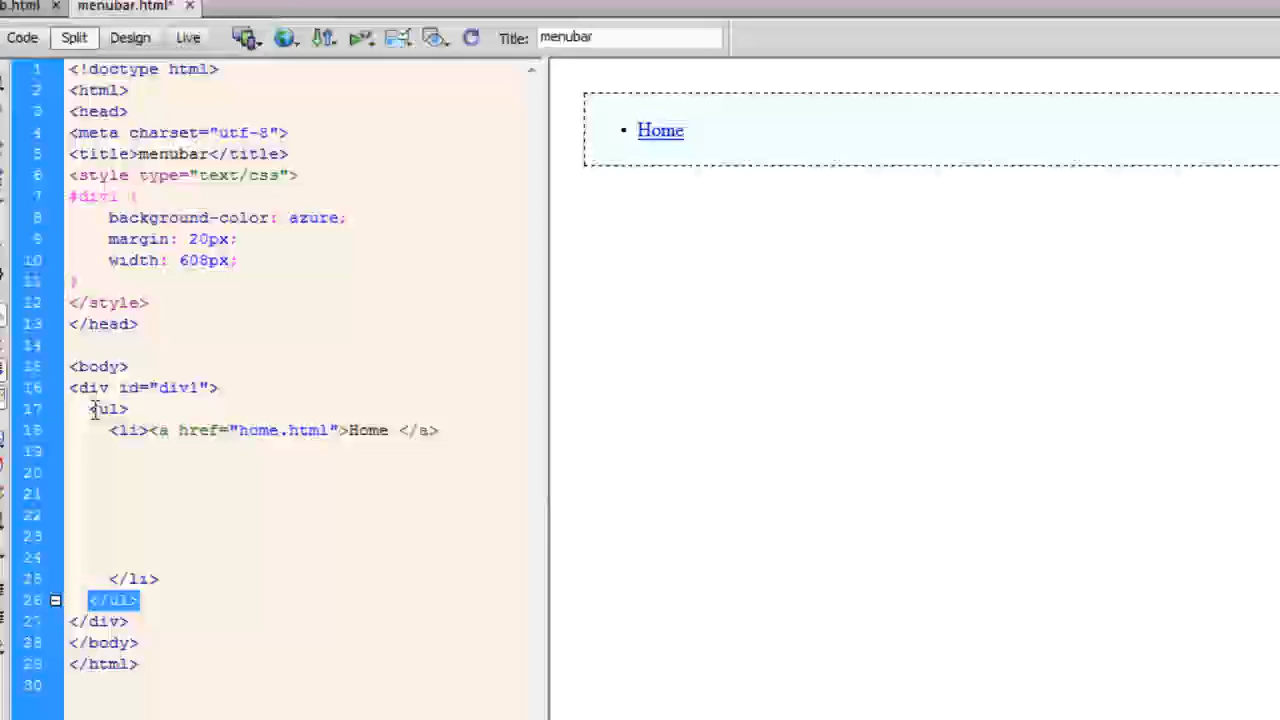 b.html × menubar.html* ×
Code Split Design Live Title: menubar
1 <!doctype html>
2 <html>
3 <head>
4 <meta charset="utf-8">
5 <title>menubar</title>
6 <style type="text/css">
7 #div1 {
8 background-color: azure;
9 margin: 20px;
10 width: 608px;
11 }
12 </style>
13 </head>
14
15 <body>
16 <div id="div1">
17 <ul>
18 <li><a href="home.html">Home </a>
19
20
21
22
23
24
25 </li>
26 </ul>
27 </div>
28 </body>
29 </html>
30
• Home